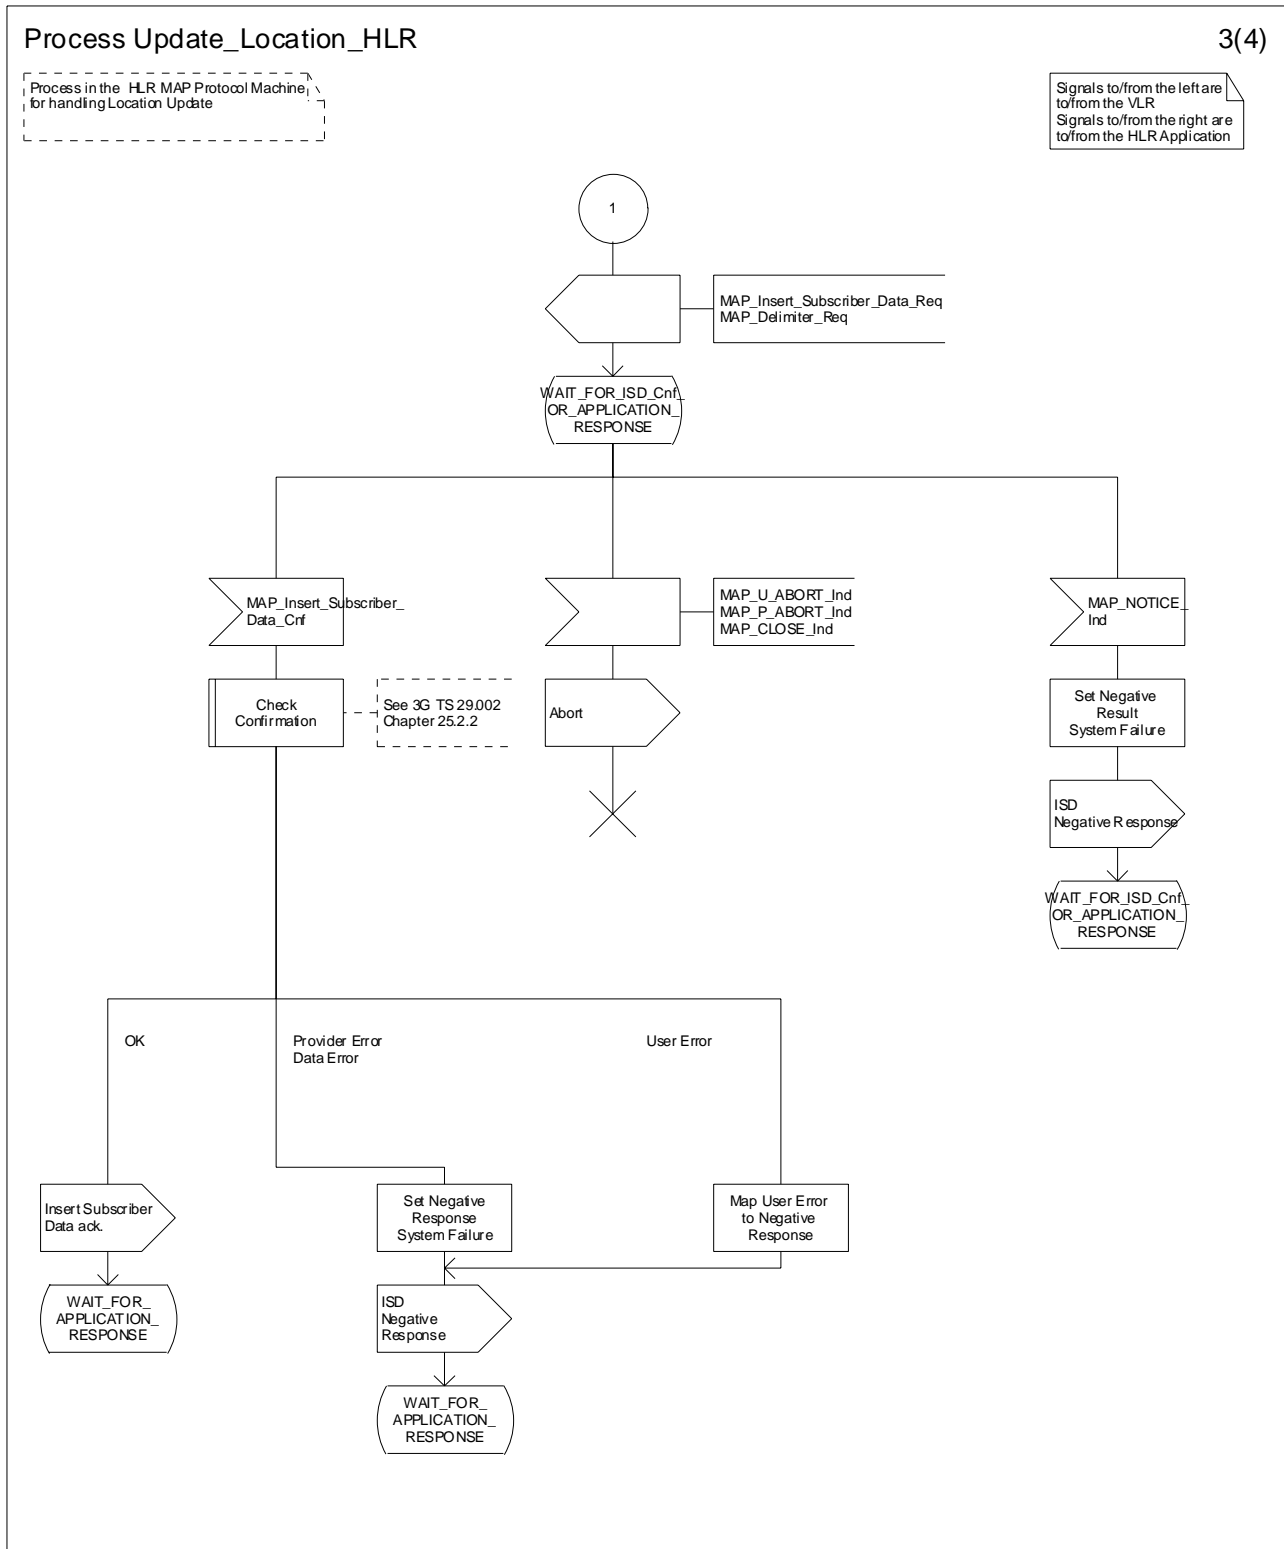 Process Update_Location_HLR
3(4)
Process in the HLR MAP Protocol Machine
for handling Location Update
Signals to/from the left are
to/from the VLR
Signals to/from the right are
to/from the HLR Application
1
MAP_Insert_Subscriber_Data_Req
MAP_Delimiter_Req
WAIT_FOR_ISD_Cnf_
OR_APPLICATION_
RESPONSE
MAP_Insert_Subscriber_
Data_Cnf
MAP_U_ABORT_Ind
MAP_P_ABORT_Ind
MAP_CLOSE_Ind
MAP_NOTICE_
Ind
Check
Confirmation
See 3G TS 29.002
Chapter 25.2.2
Abort
Set Negative
Result
System Failure
ISD
Negative Response
WAIT_FOR_ISD_Cnf_
OR_APPLICATION_
RESPONSE
OK
Provider Error
Data Error
User Error
Insert Subscriber
Data ack.
Set Negative
Response
System Failure
Map User Error
to Negative
Response
WAIT_FOR_
APPLICATION_
RESPONSE
ISD
Negative
Response
WAIT_FOR_
APPLICATION_
RESPONSE